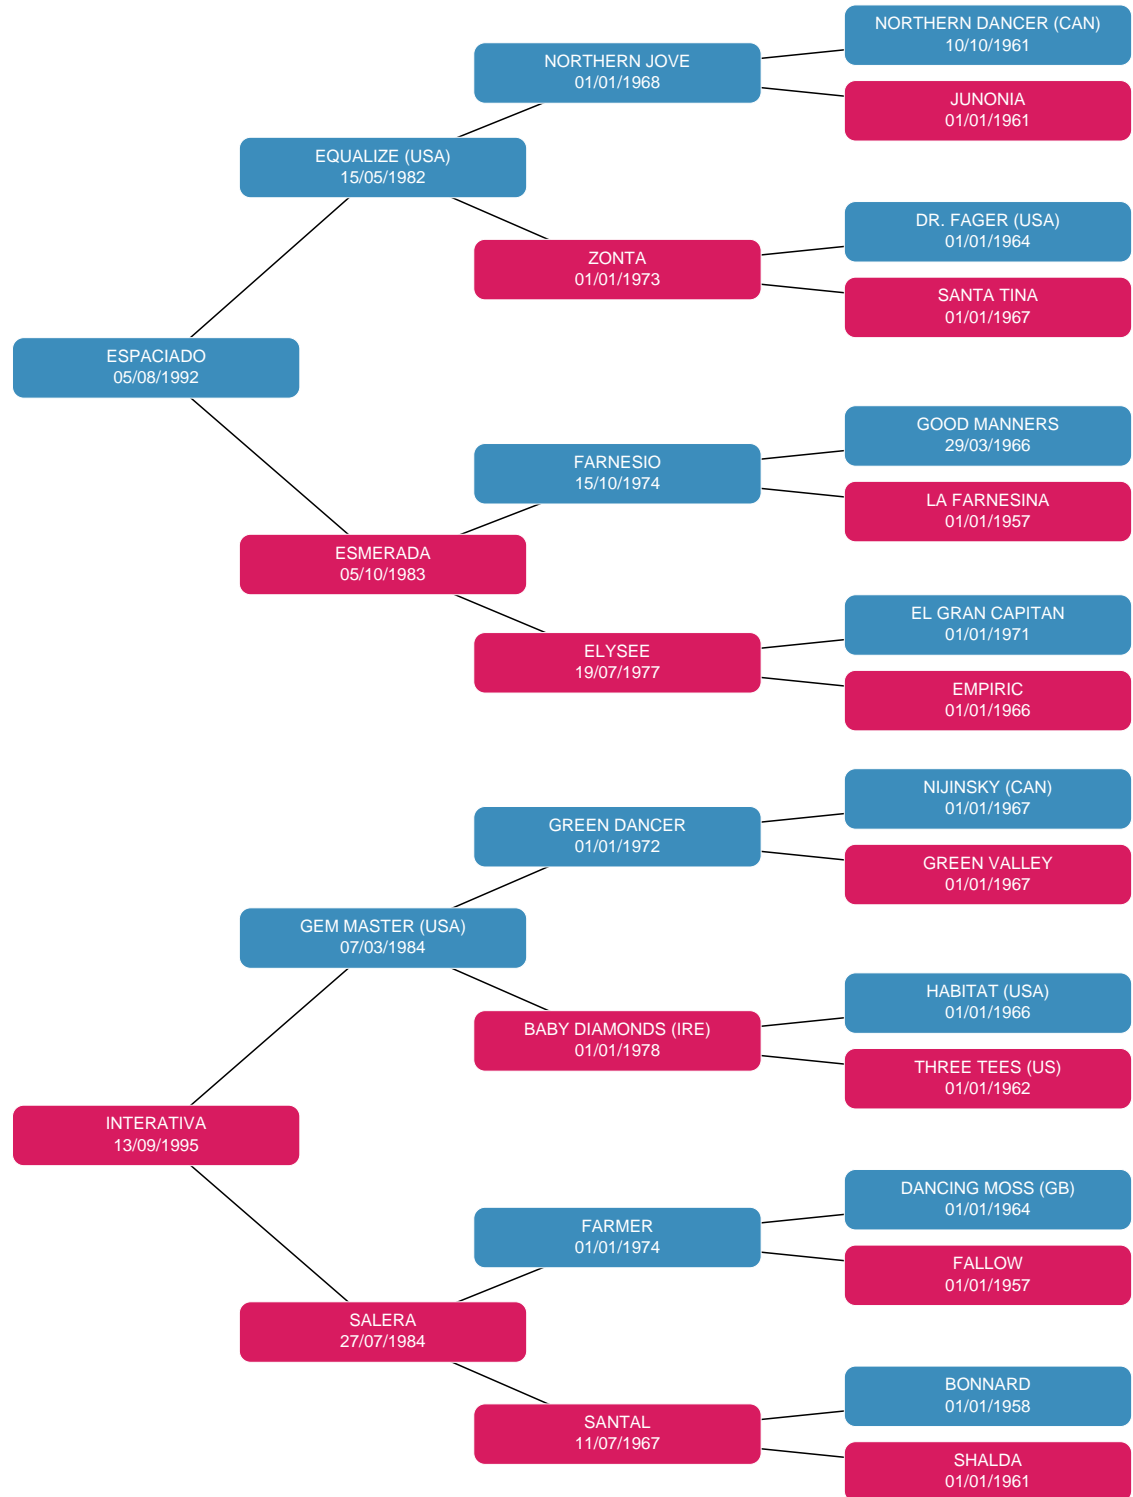 NORTHERN DANCER (CAN)
10/10/1961
NORTHERN JOVE
01/01/1968
JUNONIA
01/01/1961
EQUALIZE (USA)
15/05/1982
DR. FAGER (USA)
01/01/1964
ZONTA
01/01/1973
SANTA TINA
01/01/1967
ESPACIADO
05/08/1992
GOOD MANNERS
29/03/1966
FARNESIO
15/10/1974
LA FARNESINA
01/01/1957
ESMERADA
05/10/1983
EL GRAN CAPITAN
01/01/1971
ELYSEE
19/07/1977
EMPIRIC
01/01/1966
NIJINSKY (CAN)
01/01/1967
GREEN DANCER
01/01/1972
GREEN VALLEY
01/01/1967
GEM MASTER (USA)
07/03/1984
HABITAT (USA)
01/01/1966
BABY DIAMONDS (IRE)
01/01/1978
THREE TEES (US)
01/01/1962
INTERATIVA
13/09/1995
DANCING MOSS (GB)
01/01/1964
FARMER
01/01/1974
FALLOW
01/01/1957
SALERA
27/07/1984
BONNARD
01/01/1958
SANTAL
11/07/1967
SHALDA
01/01/1961